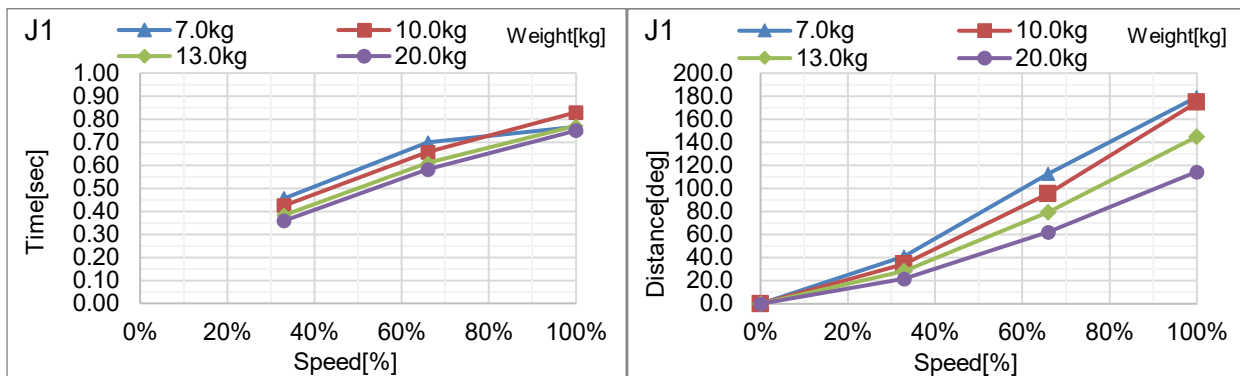 J1
7.0kg 10.0kg Weight[kg]
13.0kg 20.0kg
1.00
0.90
0.80
0.70
0.60
0.50
0.40
0.30
0.20
0.10
0.00
Time[sec]
0% 20% 40% 60% 80% 100%
Speed[%]
J1
7.0kg 10.0kg Weight[kg]
13.0kg 20.0kg
200.0
180.0
160.0
140.0
120.0
100.0
80.0
60.0
40.0
20.0
0.0
Distance[deg]
0% 20% 40% 60% 80% 100%
Speed[%]